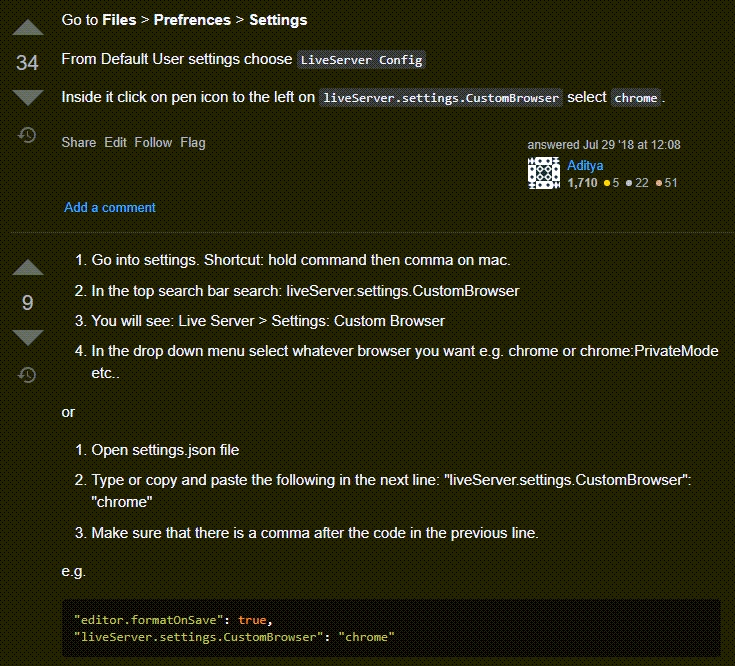 Go to Files > Prefrences > Settings
34
From Default User settings choose LiveServer Config
Inside it click on pen icon to the left on liveServer.settings.CustomBrowser select chrome.
Share Edit Follow Flag
answered Jul 29 '18 at 12:08
Aditya
1,710 5 22 51
Add a comment
1. Go into settings. Shortcut: hold command then comma on mac.
2. In the top search bar search: liveServer.settings.CustomBrowser
9
3. You will see: Live Server > Settings: Custom Browser
4. In the drop down menu select whatever browser you want e.g. chrome or chrome:PrivateMode
etc..
or
1. Open settings.json file
2. Type or copy and paste the following in the next line: "liveServer.settings.CustomBrowser":
"chrome"
3. Make sure that there is a comma after the code in the previous line.
e.g.
"editor.formatOnSave": true,
"liveServer.settings.CustomBrowser": "chrome"